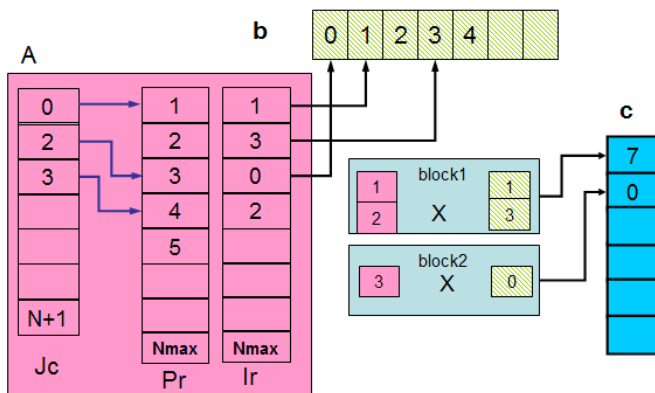 b
0 1 2 3 4
A
0 1 1
2 2 3
3 3 0
4 2
5
N+1
Nmax Nmax
Jc Pr Ir
c
7
0
block1
1 X 1
2 3
block2
3 X 0